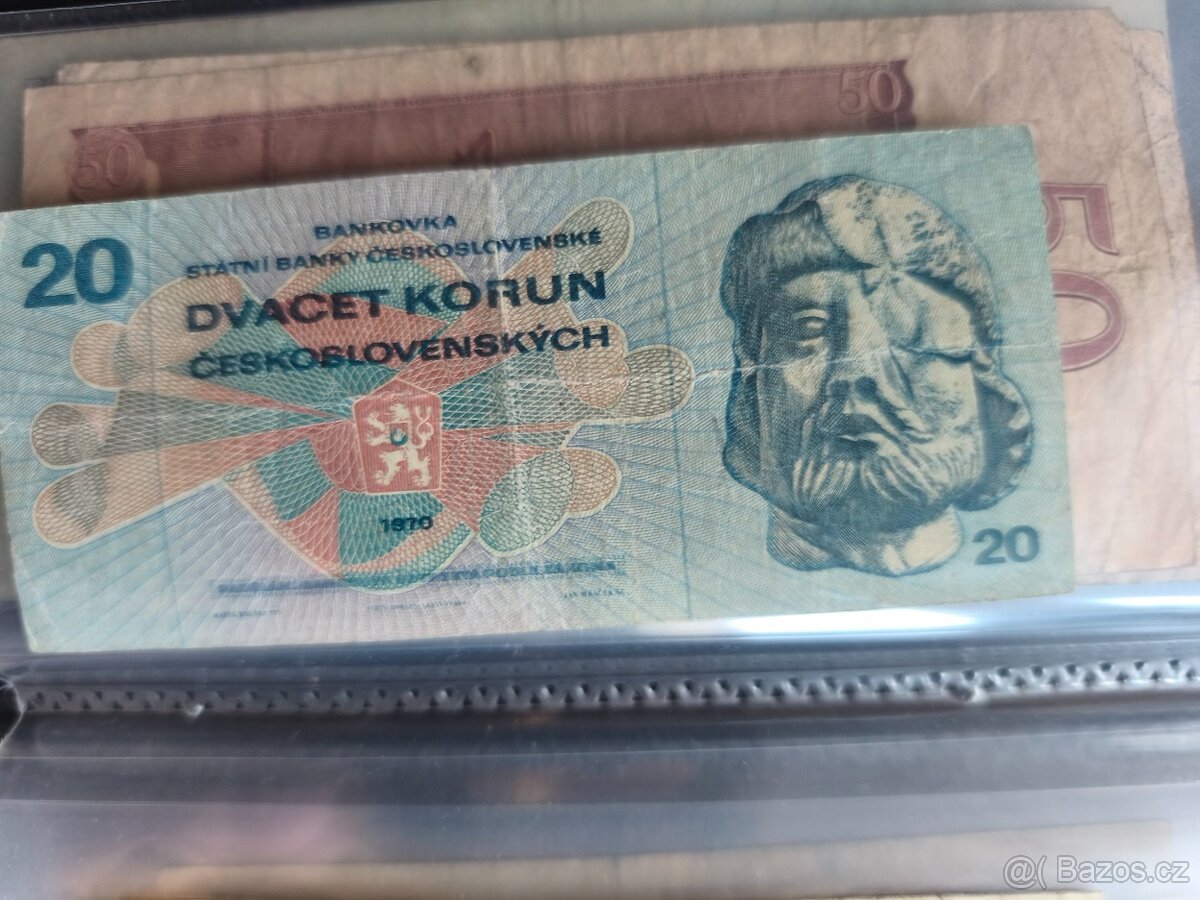 50
50
50
20
BANKOVKA
STÁTNÍ BANKY ČESKOSLOVENSKÉ
DVACET KORUN
ČESKOSLOVENSKÝCH
1970
20
@( Bazos.cz